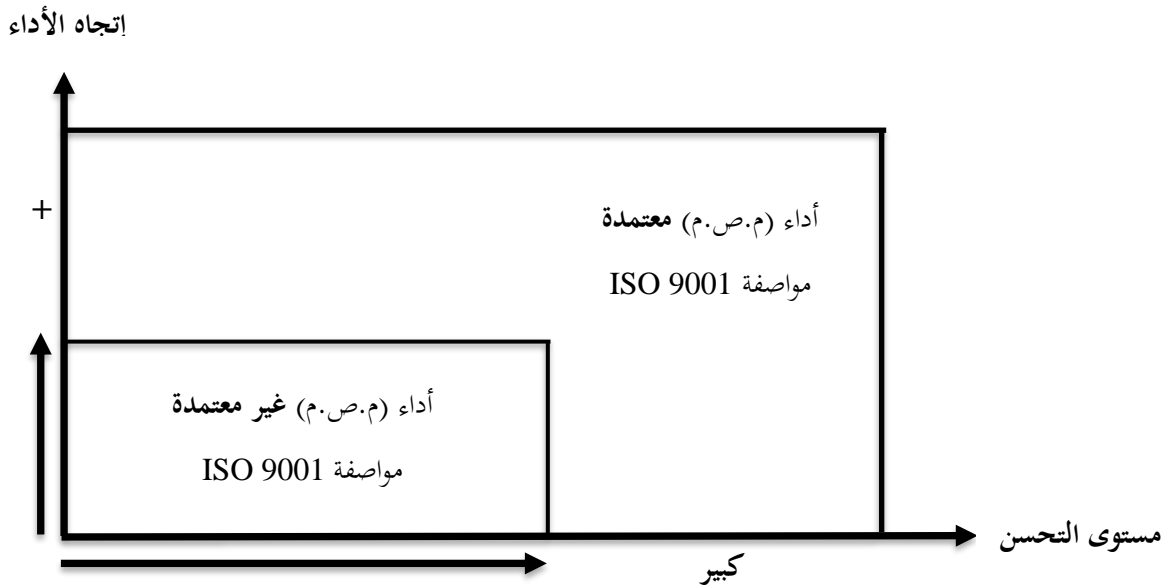 إتجاه الأداء
+
أداء (م.ص.م) معتمدة
مواصفة ISO 9001
أداء (م.ص.م) غير معتمدة
مواصفة ISO 9001
مستوى التحسن
كبير